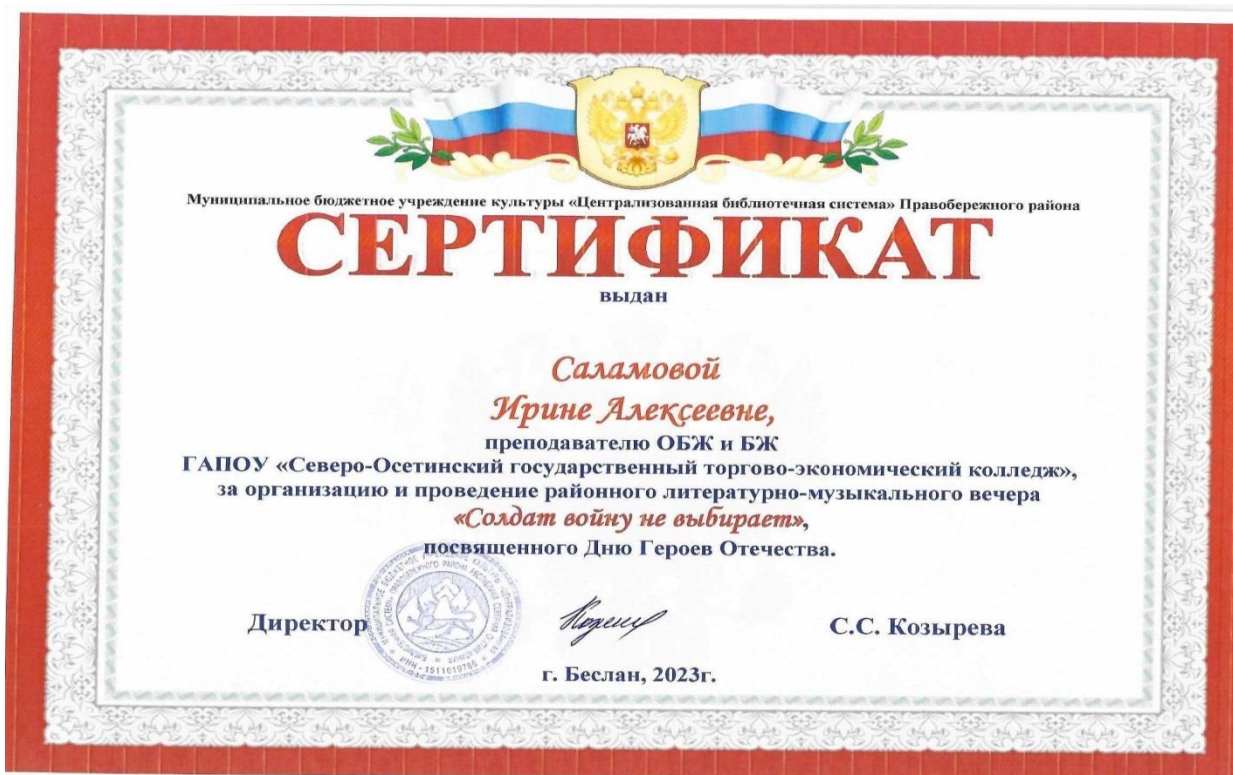 Муниципальное бюджетное учреждение культуры «Централизованная библиотечная система» Правобережного района
СЕРТИФИКАТ
выдан
Саламовой
Ирине Алексеевне,
преподавателю ОБЖ и БЖ
ГАПОУ «Северо-Осетинский государственный торгово-экономический колледж»,
за организацию и проведение районного литературно-музыкального вечера
«Солдат войну не выбирает»,
посвященного Дню Героев Отечества.
Директор
С.С. Козырева
г. Беслан, 2023г.